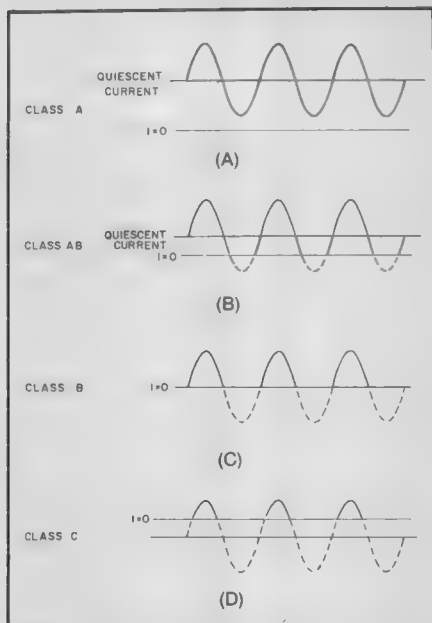 QUIESCENT
CURRENT
CLASS A
I=0
(A)
QUIESCENT
CLASS AB
CURRENT
I=0
(B)
CLASS B
I=0
(C)
I=0
CLASS C
(D)